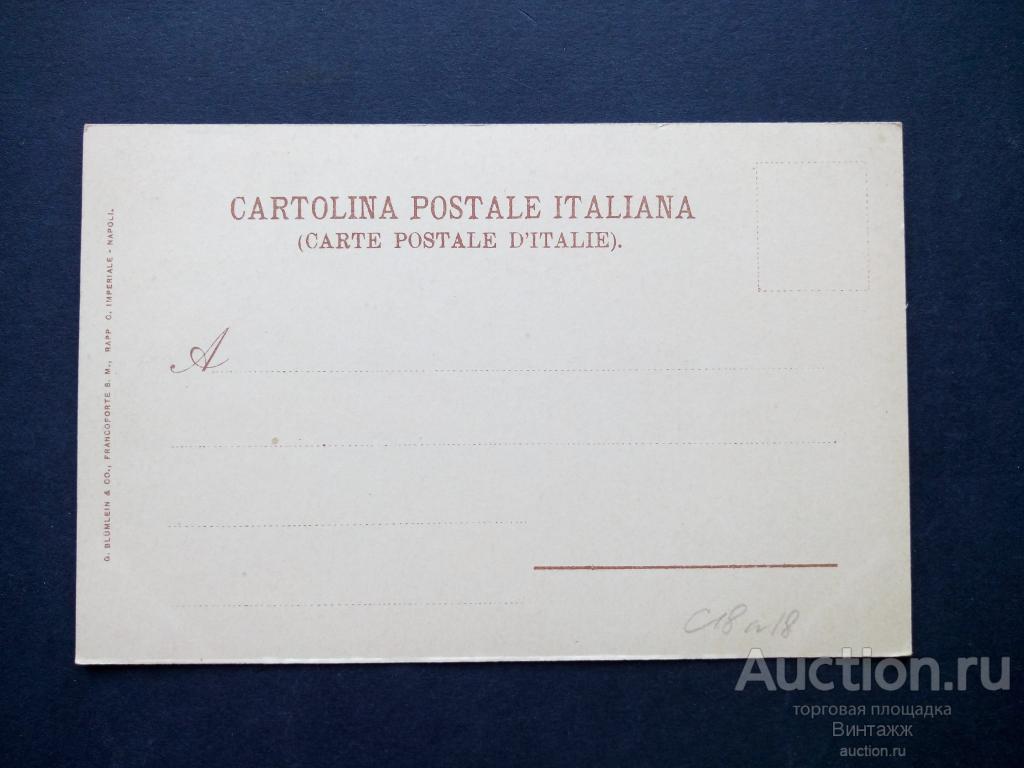 CARTOLINA POSTALE ITALIANA
(CARTE POSTALE D'ITALIE).
G. BLÜMLEIN & CO., FRANCOFORTE S. M., RAPP. C. IMPERIALE - NAPOLI.
A
Auction.ru
торговая площадка
Винтажж
auction.ru